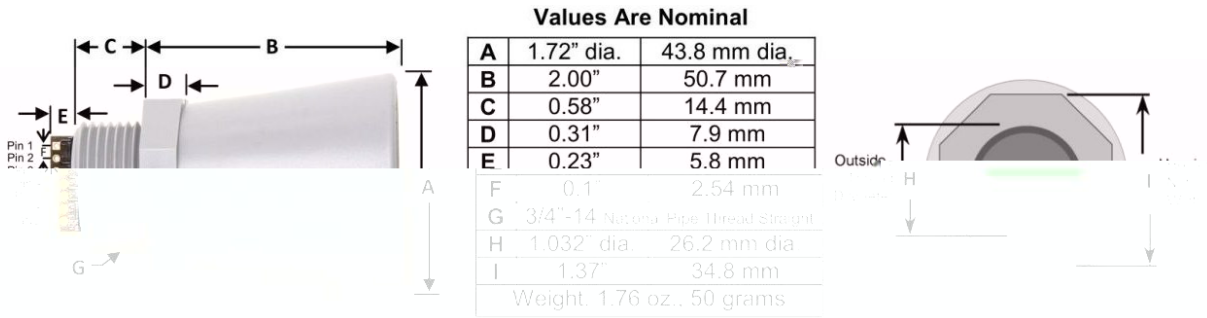 Values Are Nominal
C
B
D
E
Pin 1
Pin 2
F
A
G
A 1.72” dia. 43.8 mm dia.
B 2.00” 50.7 mm
C 0.58” 14.4 mm
D 0.31” 7.9 mm
E 0.23” 5.8 mm
F 0.1” 2.54 mm
G 3/4”-14 National Pipe Thread Straight
H 1.032” dia. 26.2 mm dia
I 1.37” 34.8 mm
Weight. 1.76 oz., 50 grams
Outside
H
I